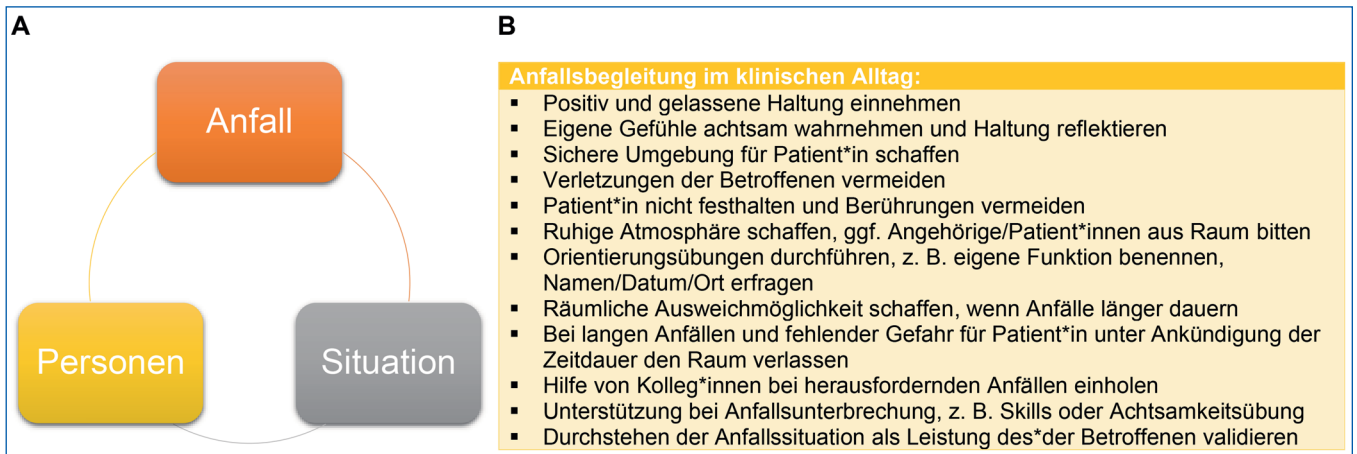 A
Anfall
Personen
Situation
B
Anfallsbegleitung im klinischen Alltag:
▪ Positiv und gelassene Haltung einnehmen
▪ Eigene Gefühle achtsam wahrnehmen und Haltung reflektieren
▪ Sichere Umgebung für Patient*in schaffen
▪ Verletzungen der Betroffenen vermeiden
▪ Patient*in nicht festhalten und Berührungen vermeiden
▪ Ruhige Atmosphäre schaffen, ggf. Angehörige/Patient*innen aus Raum bitten
▪ Orientierungsübungen durchführen, z. B. eigene Funktion benennen,
Namen/Datum/Ort erfragen
▪ Räumliche Ausweichmöglichkeit schaffen, wenn Anfälle länger dauern
▪ Bei langen Anfällen und fehlender Gefahr für Patient*in unter Ankündigung der
Zeitdauer den Raum verlassen
▪ Hilfe von Kolleg*innen bei herausfordernden Anfällen einholen
▪ Unterstützung bei Anfallsunterbrechung, z. B. Skills oder Achtsamkeitsübung
▪ Durchstehen der Anfallssituation als Leistung des*der Betroffenen validieren